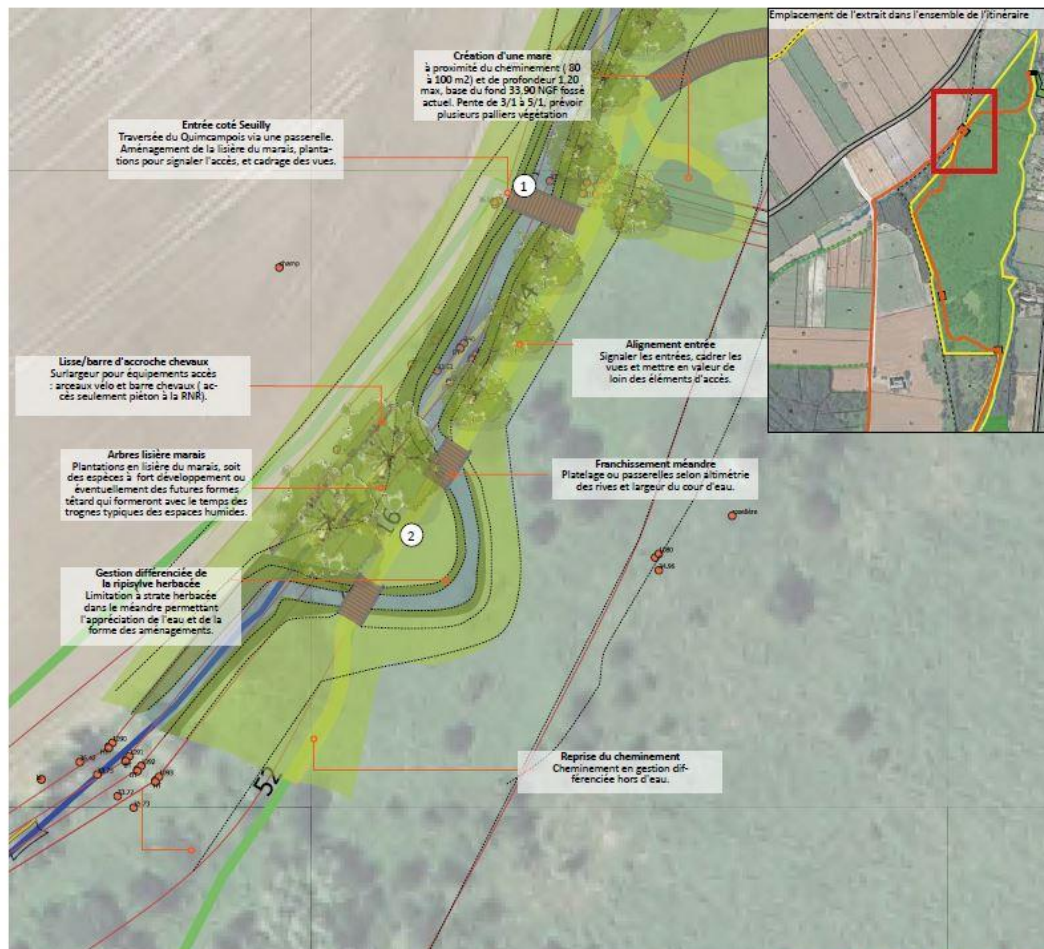 Emplacement de l'extrait dans l'ensemble de l'itinéraire
Création d'une mare
à proximité du cheminement ( 80
à 100 m2) et de profondeur 1,20
max, base du fond 33,90 NGF fossé
actuel. Pente de 3/1 à 5/1, prévoir
plusieurs palliers végétation
Entrée coté Seuilly
Traversée du Quimcampois via une passerelle.
Aménagement de la lisière du marais, planta-
tions pour signaler l'accès, et cadrage des vues.
1
champ
Alignement entrée
Signaler les entrées, cadrer les
vues et mettre en valeur de
loin des éléments d'accès.
Lisse/barre d'accroche chevaux
Surlargeur pour équipements accès
: arceaux vélo et barre chevaux ( ac-
cès seulement piéton à la RNR).
Arbres lisière marais
Plantations en lisière du marais, soit
des espèces à fort développement ou
éventuellement des futures formes
têtard qui formeront avec le temps des
trognes typiques des espaces humides.
Franchissement méandre
Platelage ou passerelles selon altimétrie
des rives et largeur du cour d'eau.
16
2
Gestion différenciée de
la ripisylve herbacée
Limitation à strate herbacée
dans le méandre permettant
l'appréciation de l'eau et de la
forme des aménagements.
Reprise du cheminement
Cheminement en gestion dif-
férenciée hors d'eau.
52